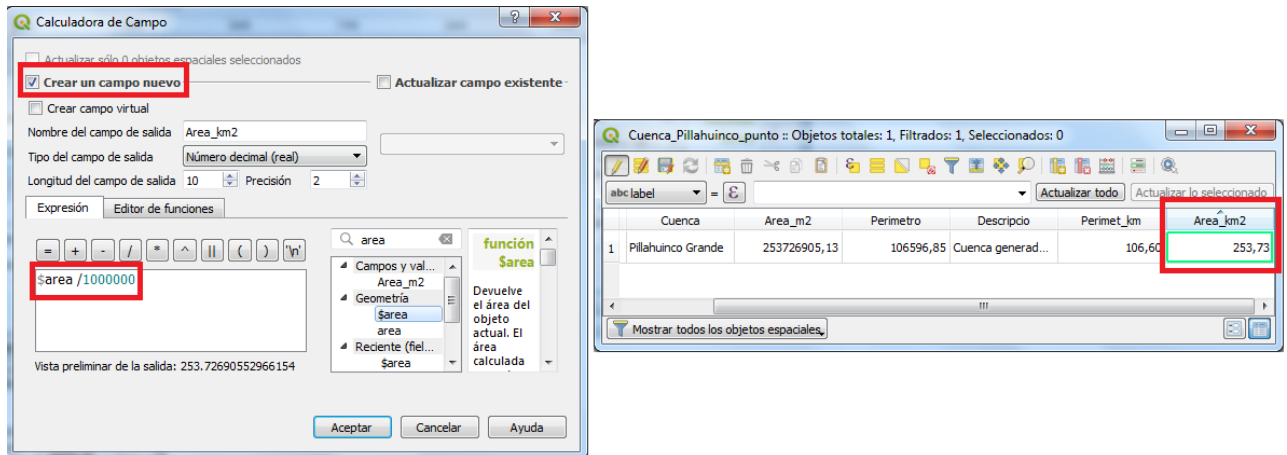 Calculadora de Campo
Actualizar sólo 0 objetos espaciales seleccionados
Crear un campo nuevo
Actualizar campo existente
Crear campo virtual
Nombre del campo de salida Area_km2
Tipo del campo de salida Número decimal (real)
Longitud del campo de salida 10 Precisión 2
Expresión Editor de funciones
= + - / * ^ || ( ) '\n'
$area /1000000
Vista preliminar de la salida: 253.72690552966154
area
Campos y val...
Area_m2
Geometría
$area
area
Reciente (fiel...
$area
función
$area
Devuelve
el área del
objeto
actual. El
área
calculada
Aceptar Cancelar Ayuda
Cuenca_Pillahuinco_punto :: Objetos totales: 1, Filtrados: 1, Seleccionados: 0
abc label = ε Actualizar todo Actualizar lo seleccionado
Cuenca Area_m2 Perimetro Descripcio Perimet_km Area_km2
1 Pillahuinco Grande 253726905,13 106596,85 Cuenca generad... 106,60 253,73
Mostrar todos los objetos espaciales